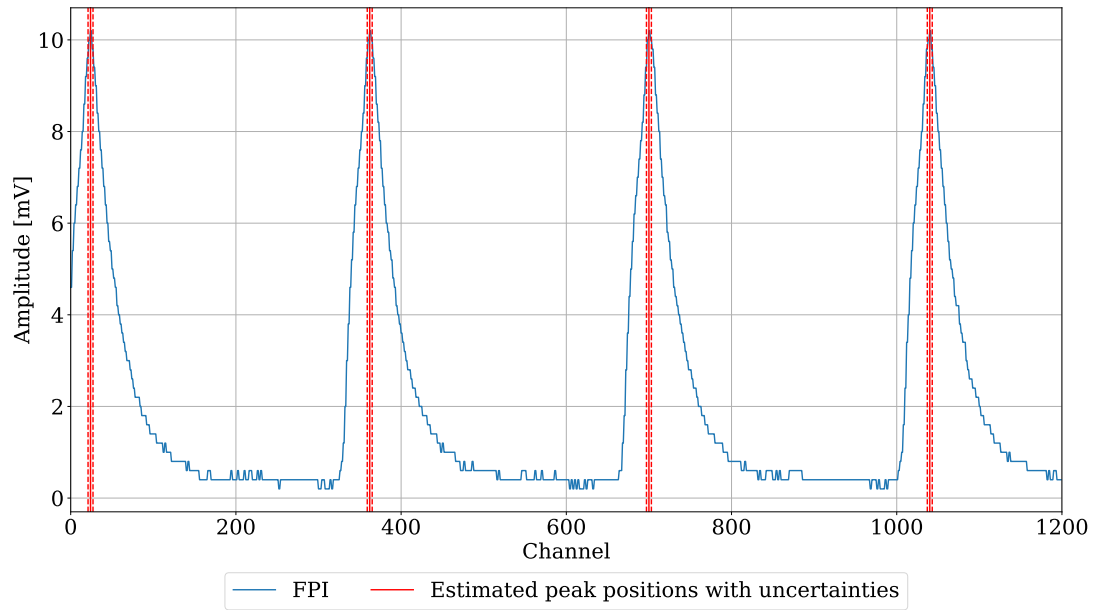 Amplitude [mV]
10
8
6
4
2
0
0 200 400 600 800 1000 1200
Channel
FPI Estimated peak positions with uncertainties